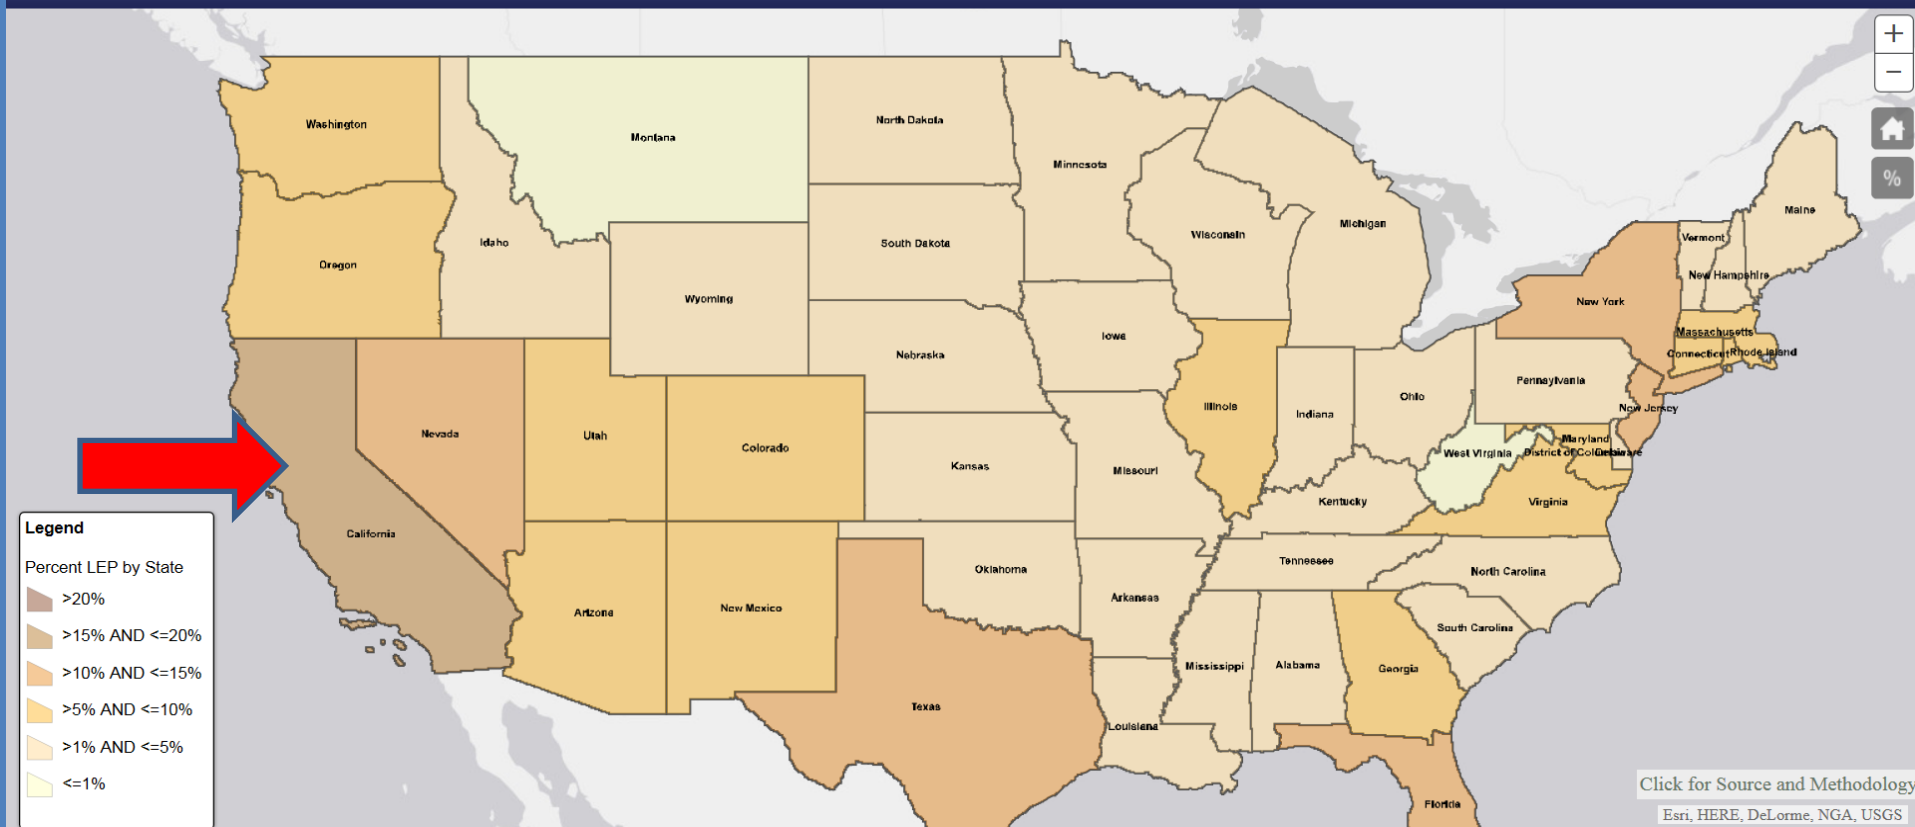 +
−
%
Washington
Montana
North Dakota
Minnesota
Maine
Idaho
Oregon
South Dakota
Wisconsin
Michigan
Vermont
New Hampshire
Wyoming
New York
Iowa
Nebraska
Massachusetts
Connecticut
Rhode Island
Pennsylvania
Ohio
Illinois
Indiana
New Jersey
Nevada
Utah
Colorado
Maryland
Kansas
Missouri
West Virginia
District of Columbia
Delaware
Kentucky
Virginia
California
Tennessee
Oklahoma
North Carolina
Arkansas
Arizona
New Mexico
South Carolina
Mississippi
Alabama
Georgia
Texas
Louisiana
Florida
Legend
Percent LEP by State
>20%
>15% AND <=20%
>10% AND <=15%
>5% AND <=10%
>1% AND <=5%
<=1%
Click for Source and Methodology
Esri, HERE, DeLorme, NGA, USGS